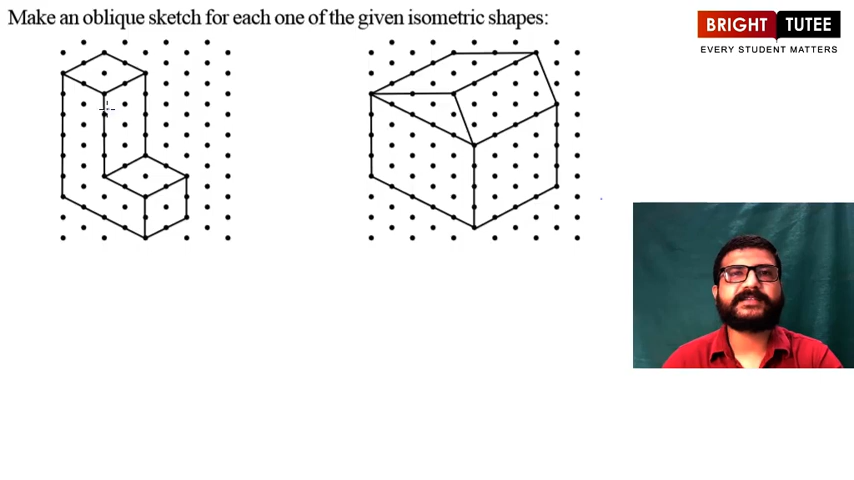 Make an oblique sketch for each one of the given isometric shapes:
BRIGHT TUTEE
EVERY STUDENT MATTERS